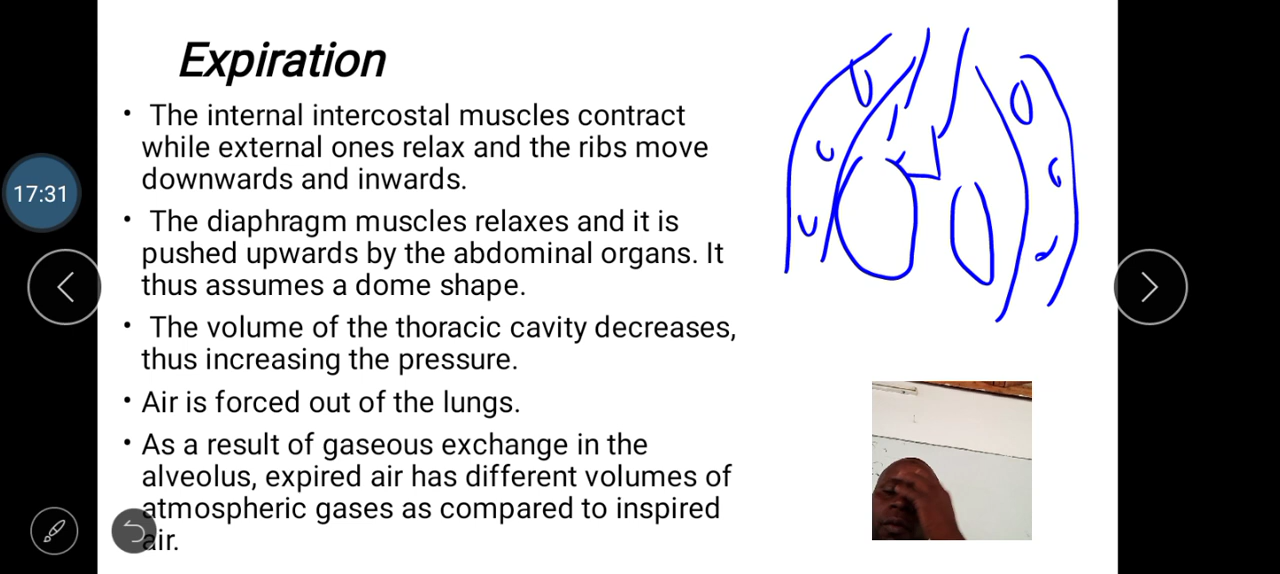 Expiration
• The internal intercostal muscles contract
while external ones relax and the ribs move
downwards and inwards.
• The diaphragm muscles relaxes and it is
pushed upwards by the abdominal organs. It
thus assumes a dome shape.
• The volume of the thoracic cavity decreases,
thus increasing the pressure.
• Air is forced out of the lungs.
• As a result of gaseous exchange in the
alveolus, expired air has different volumes of
atmospheric gases as compared to inspired
air.
17:31